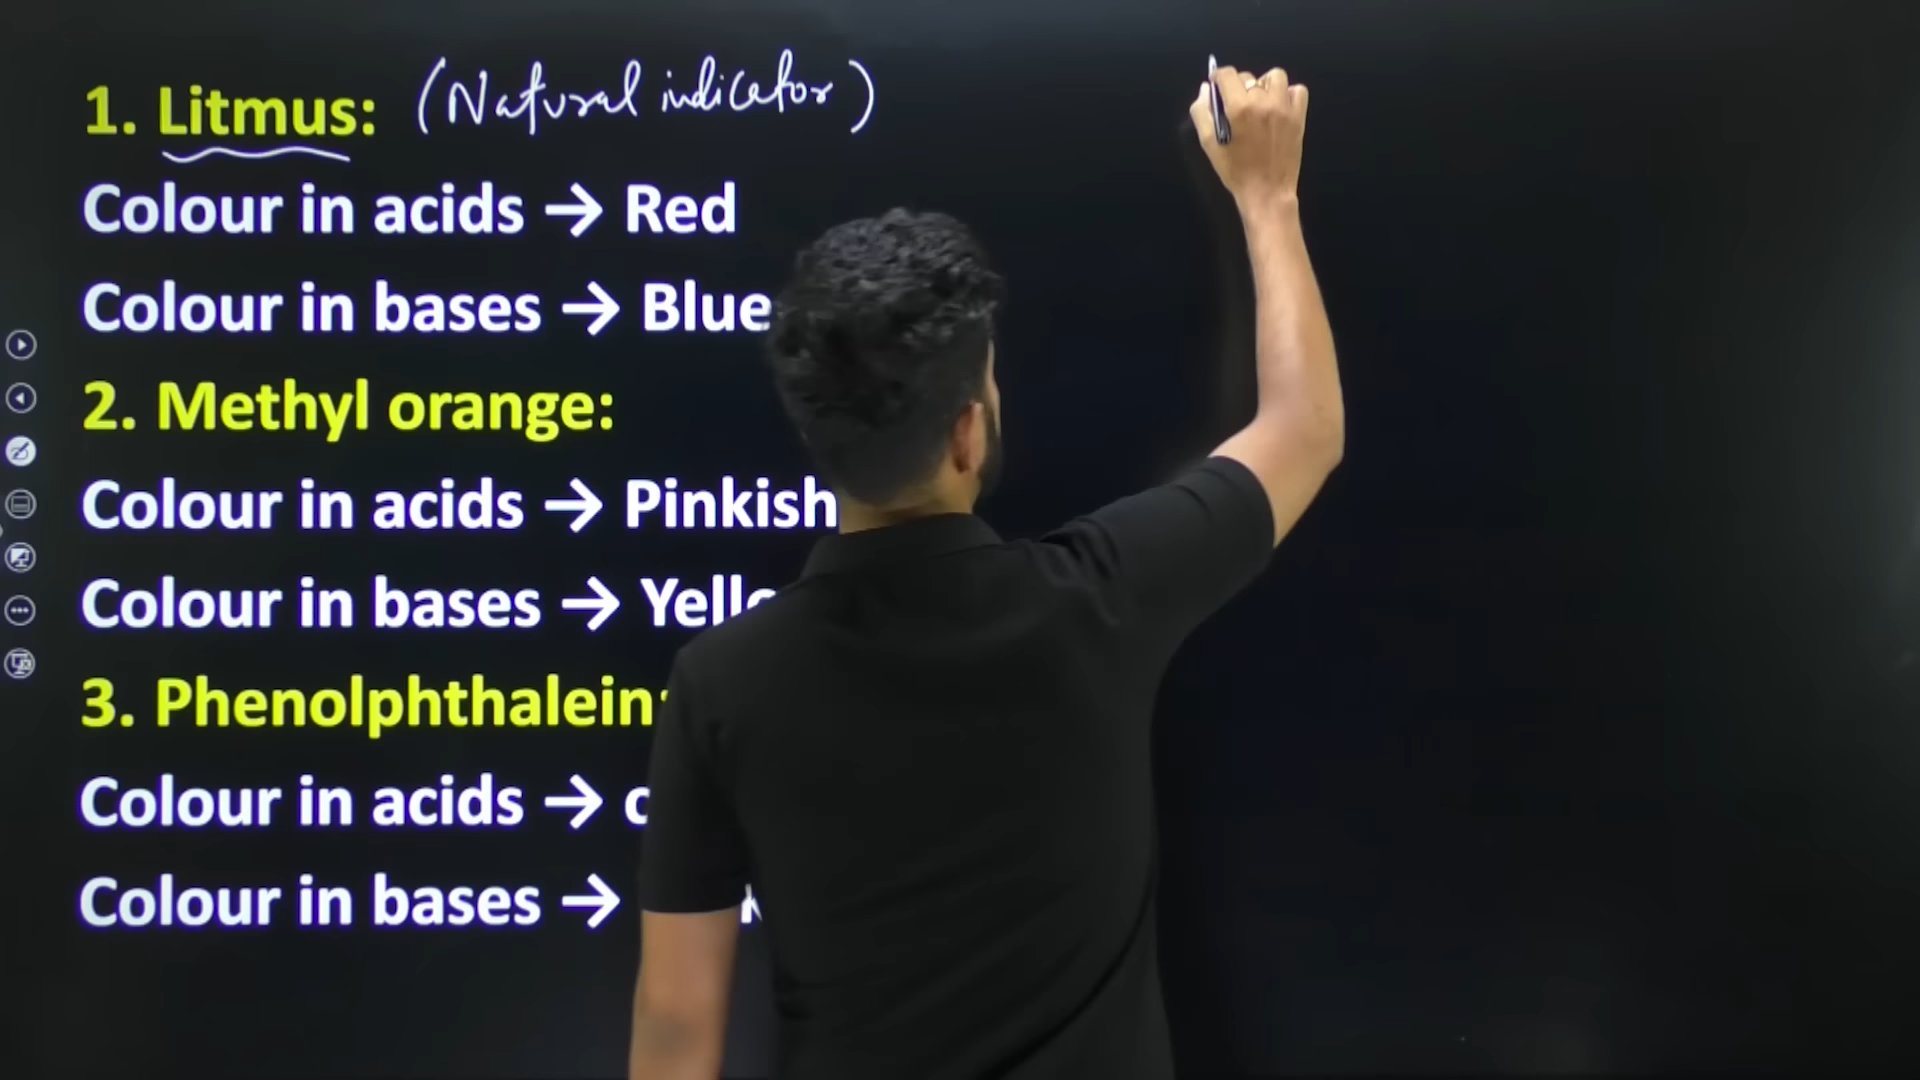 1. Litmus: (Natural indicator)
Colour in acids → Red
Colour in bases → Blue
2. Methyl orange:
Colour in acids → Pinkish
Colour in bases →
3. Phenolphthalein:
Colour in acids →
Colour in bases →